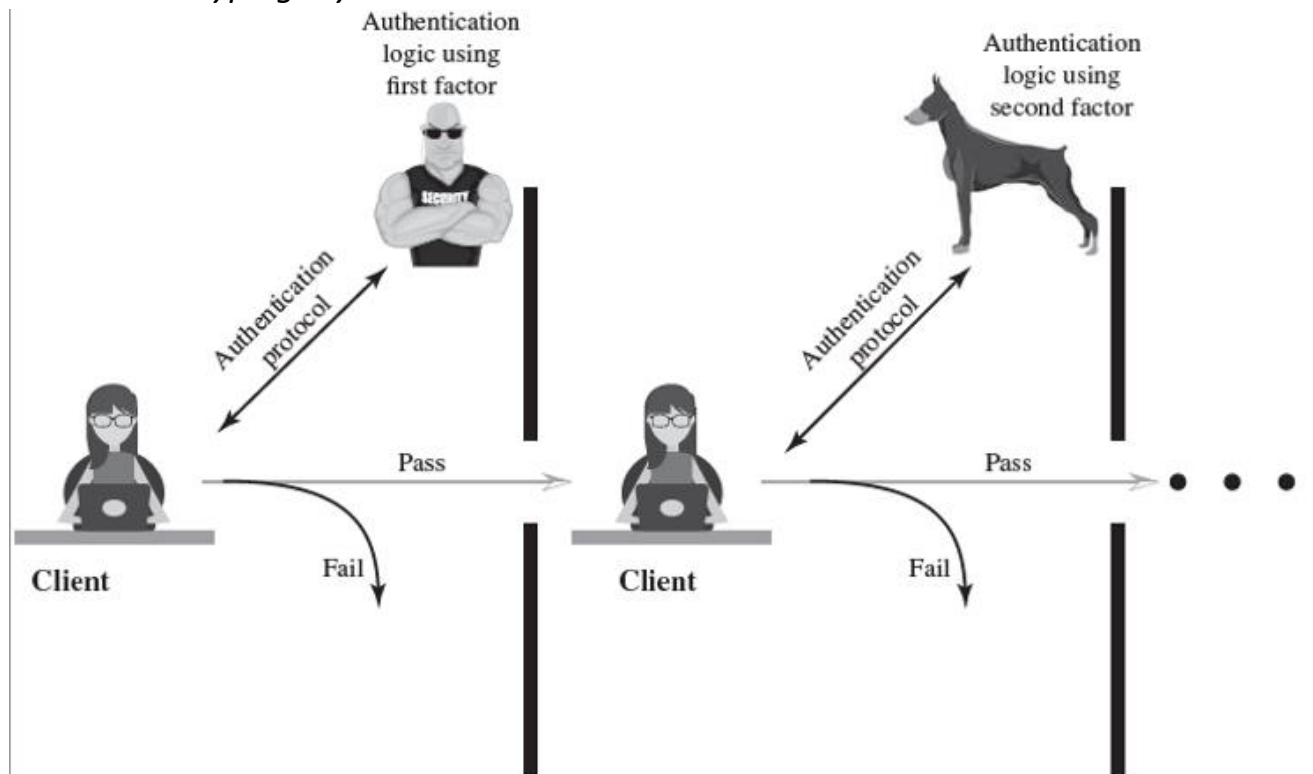 Authentication
logic using
first factor
Authentication
logic using
second factor
SECURITY
Authentication
protocol
Authentication
protocol
Pass
Pass
Fail
Fail
Client
Client